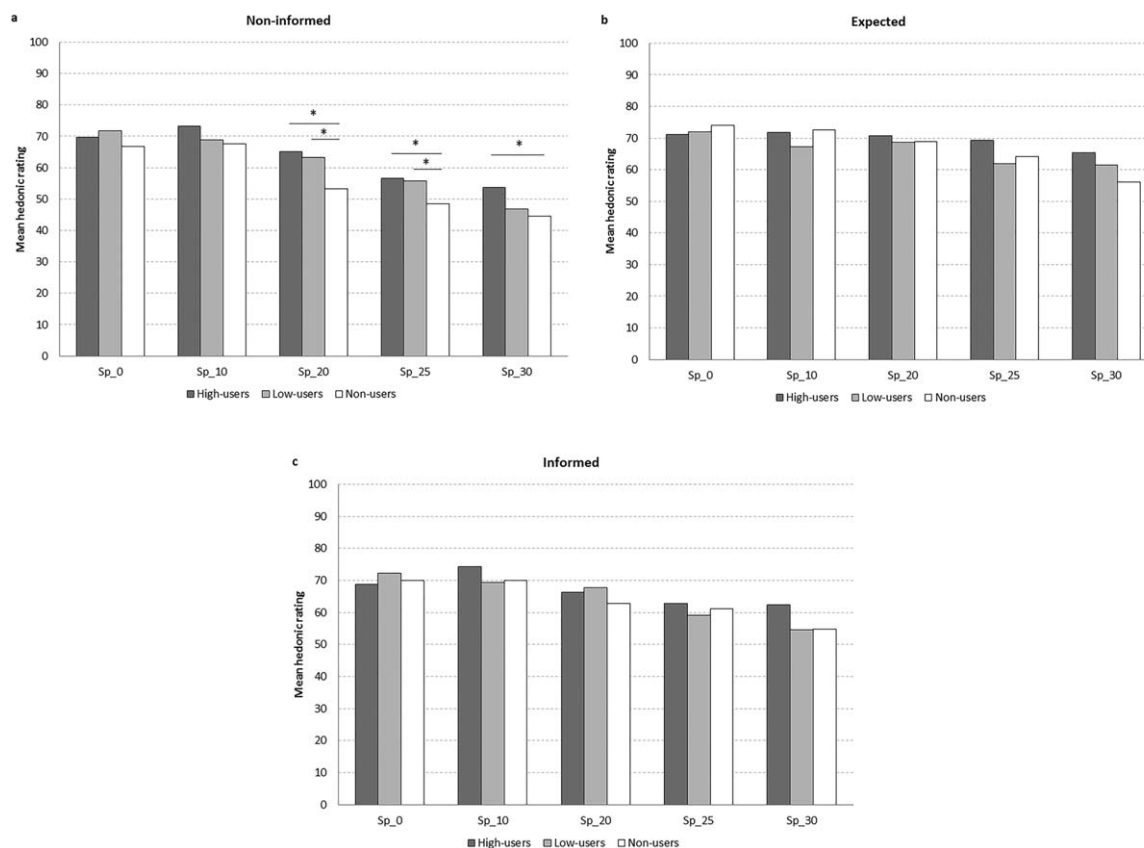 a
Non-informed
100
90
80
70
60
50
40
30
20
10
0
Mean hedonic rating
*
*
*
*
*
Sp_0 Sp_10 Sp_20 Sp_25 Sp_30
High-users Low-users Non-users
b
Expected
100
90
80
70
60
50
40
30
20
10
0
Mean hedonic rating
Sp_0 Sp_10 Sp_20 Sp_25 Sp_30
High-users Low-users Non-users
c
Informed
100
90
80
70
60
50
40
30
20
10
0
Mean hedonic rating
Sp_0 Sp_10 Sp_20 Sp_25 Sp_30
High-users Low-users Non-users